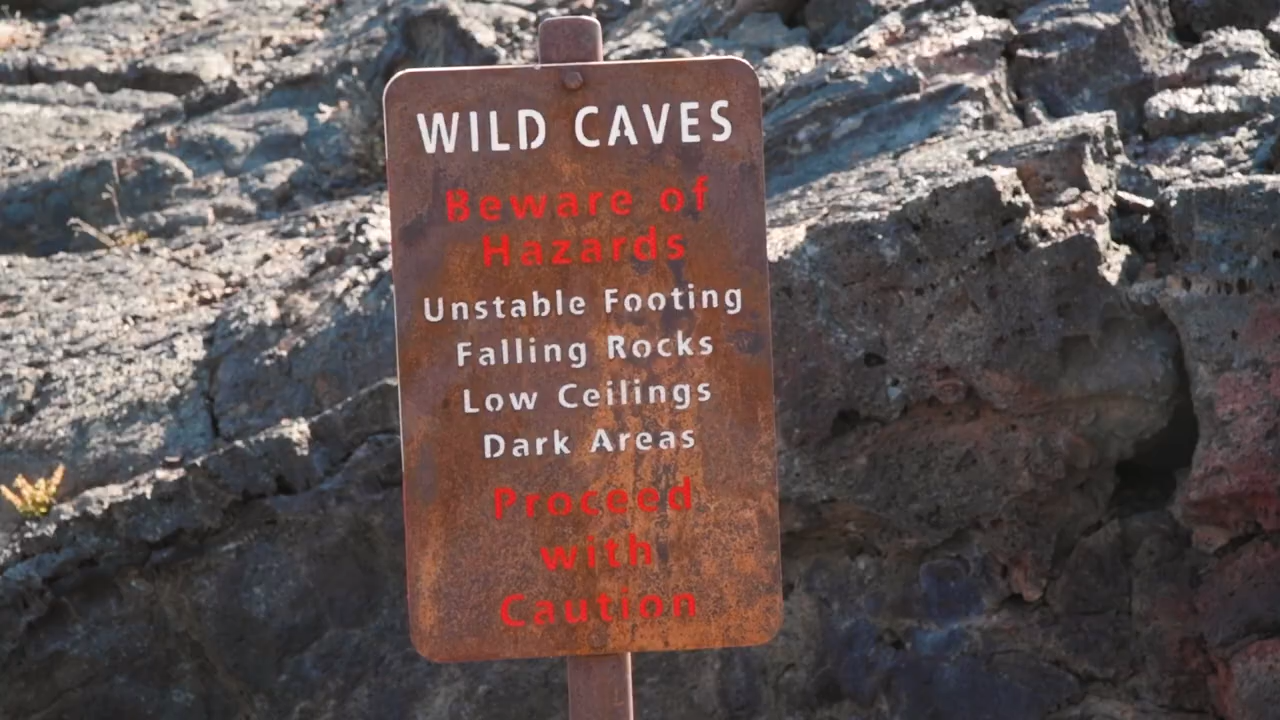 WILD CAVES
Beware of
Hazards
Unstable Footing
Falling Rocks
Low Ceilings
Dark Areas
Proceed
with
Caution